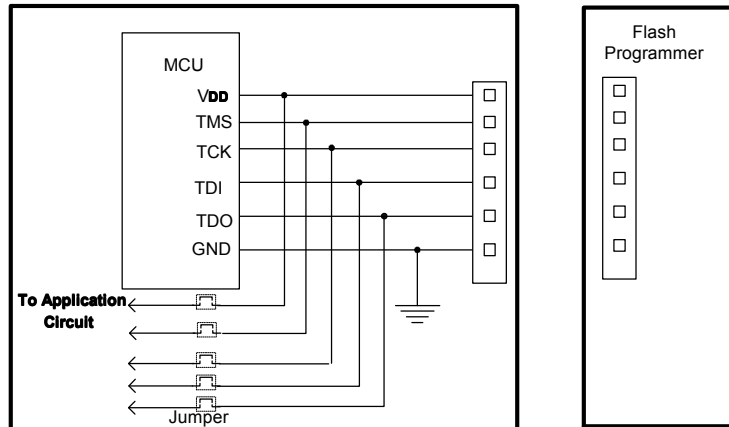 MCU
VDD
TMS
TCK
TDI
TDO
GND
To Application
Circuit
Jumper
Flash
Programmer